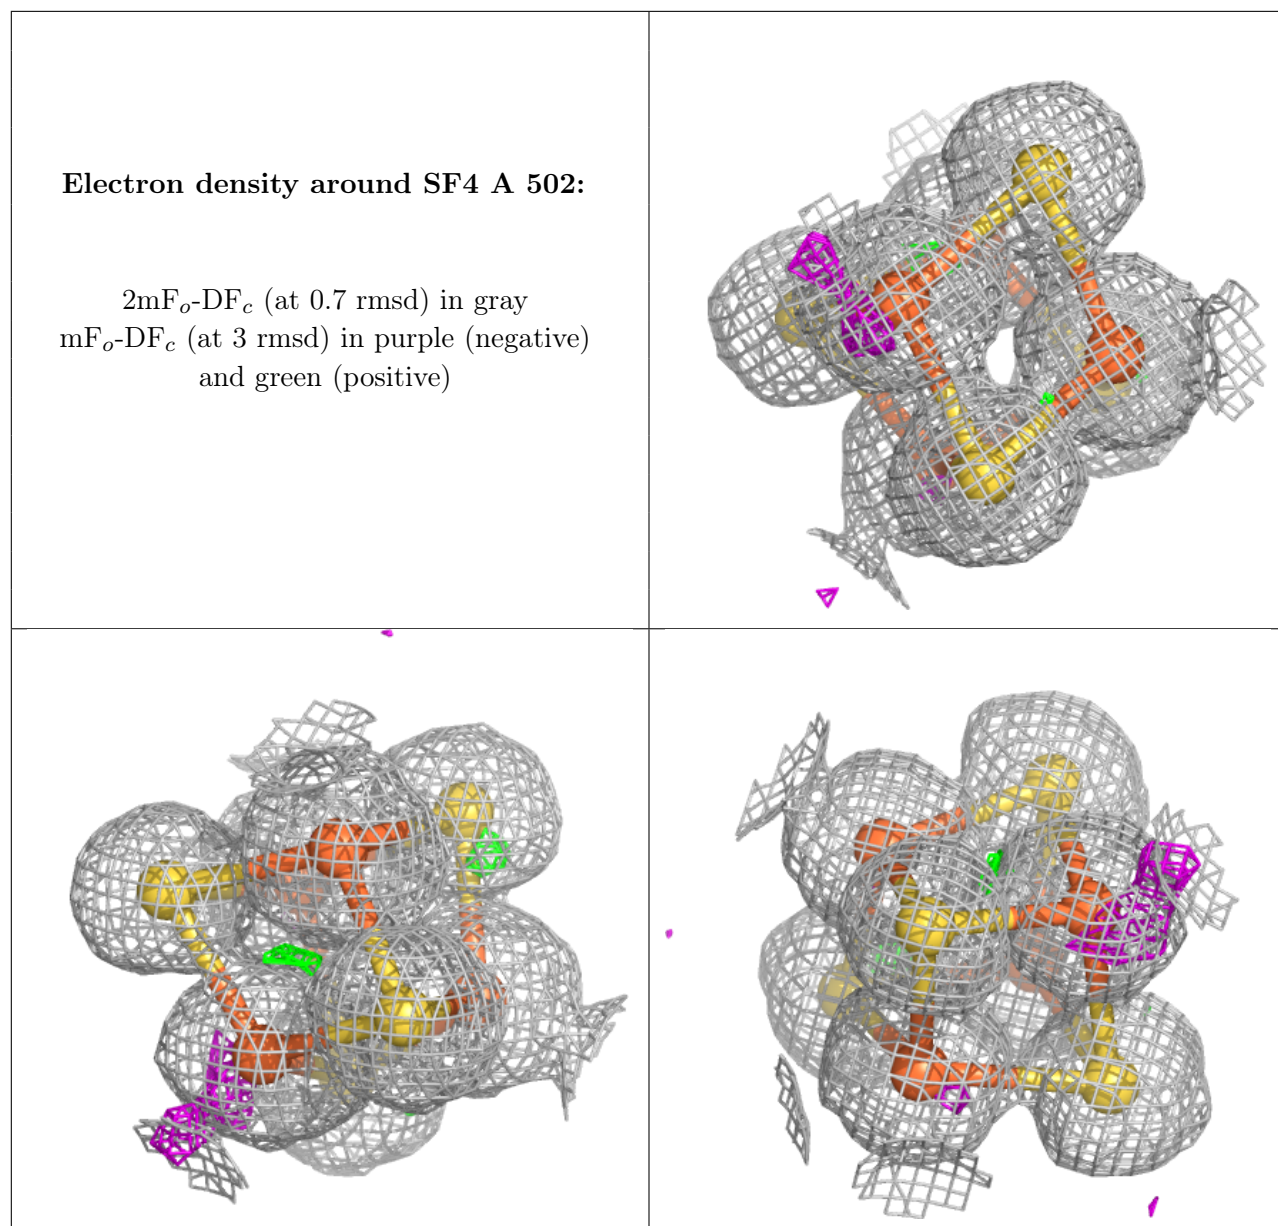 Electron density around SF4 A 502:
2mFo-DFc (at 0.7 rmsd) in gray
mFo-DFc (at 3 rmsd) in purple (negative)
and green (positive)